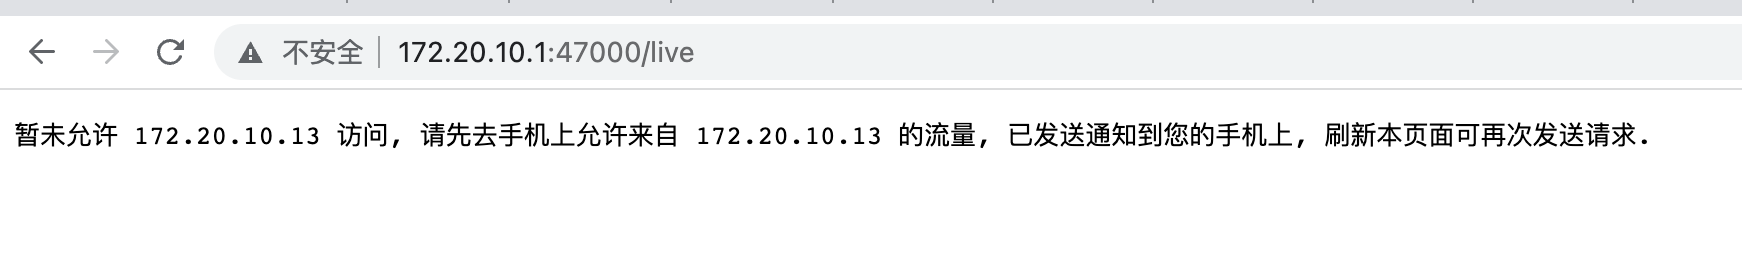 不安全 172.20.10.1:47000/live
暂未允许 172.20.10.13 访问, 请先去手机上允许来自 172.20.10.13 的流量, 已发送通知到您的手机上, 刷新本页面可再次发送请求.